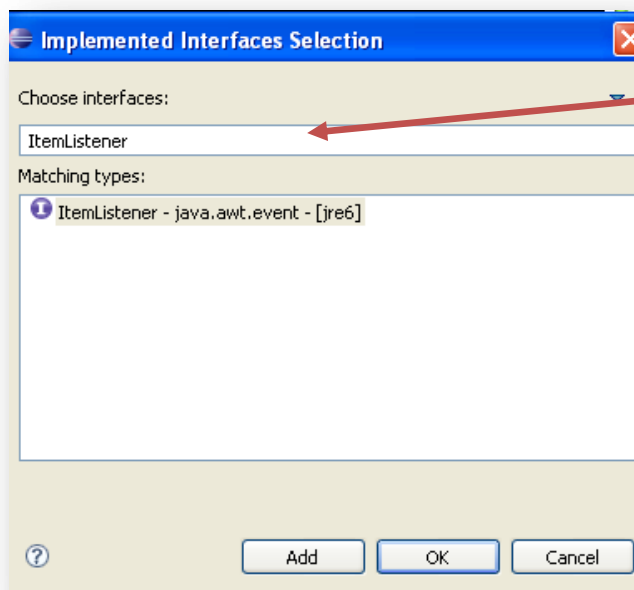 Implemented Interfaces Selection
Choose interfaces:
ItemListener
Matching types:
ItemListener - java.awt.event - [jre6]
Add OK Cancel